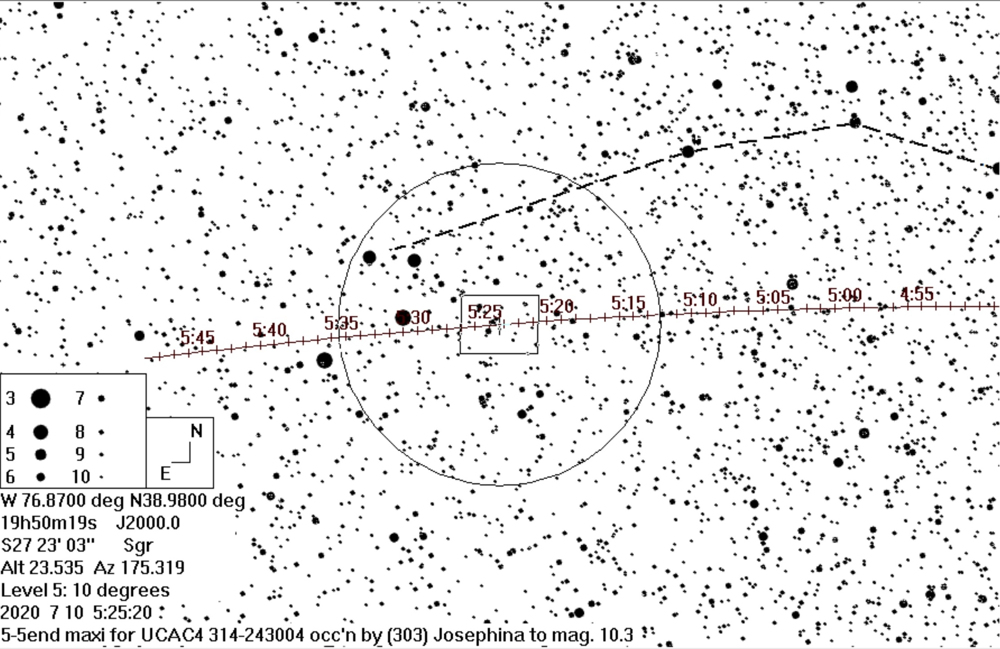 5:45 5:40 5:35 5:30 5:25 5:20 5:15 5:10 5:05 5:00 4:55
3 7
4 8
5 9
6 10
N
E
W 76.8700 deg N38.9800 deg
19h50m19s J2000.0
S27 23' 03" Sgr
Alt 23.535 Az 175.319
Level 5: 10 degrees
2020 7 10 5:25:20
5-5end maxi for UCAC4 314-243004 occ'n by (303) Josephina to mag. 10.3